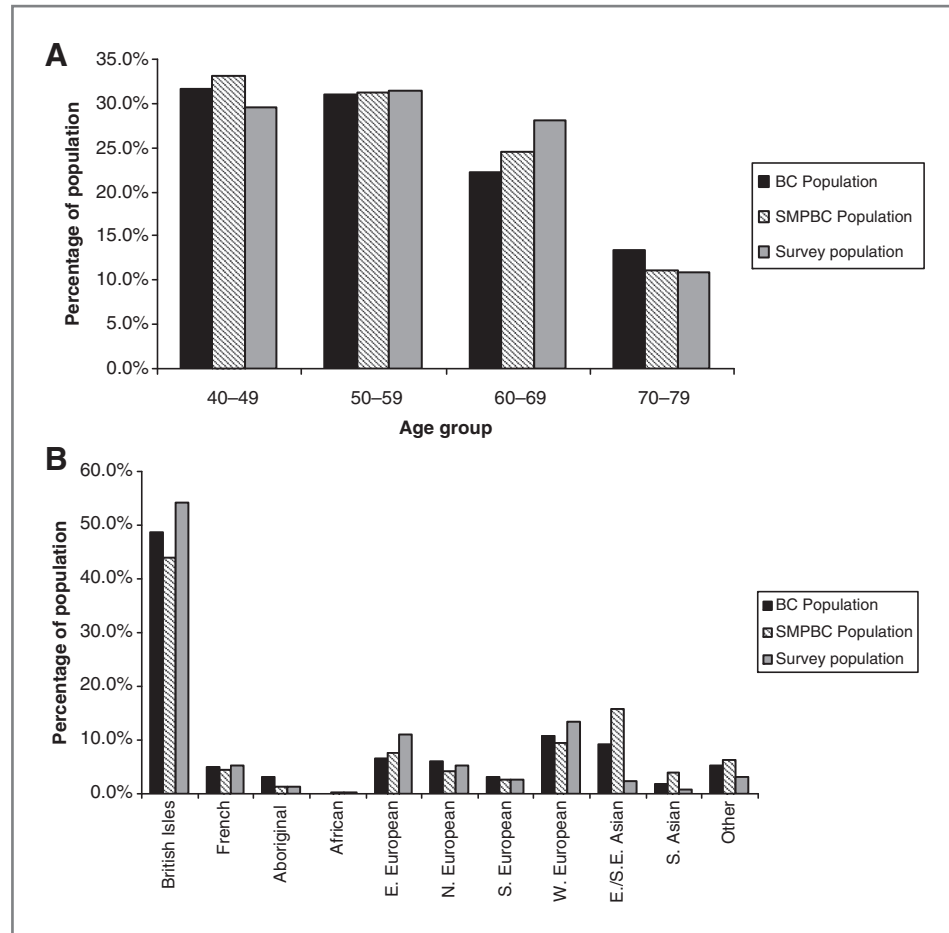 A
35.0%
30.0%
25.0%
20.0%
15.0%
10.0%
5.0%
0.0%
Percentage of population
40–49
50–59
60–69
70–79
Age group
BC Population
SMPBC Population
Survey population
B
60.0%
50.0%
40.0%
30.0%
20.0%
10.0%
0.0%
Percentage of population
British Isles
French
Aboriginal
African
E. European
N. European
S. European
W. European
E./S.E. Asian
S. Asian
Other
BC Population
SMPBC Population
Survey population